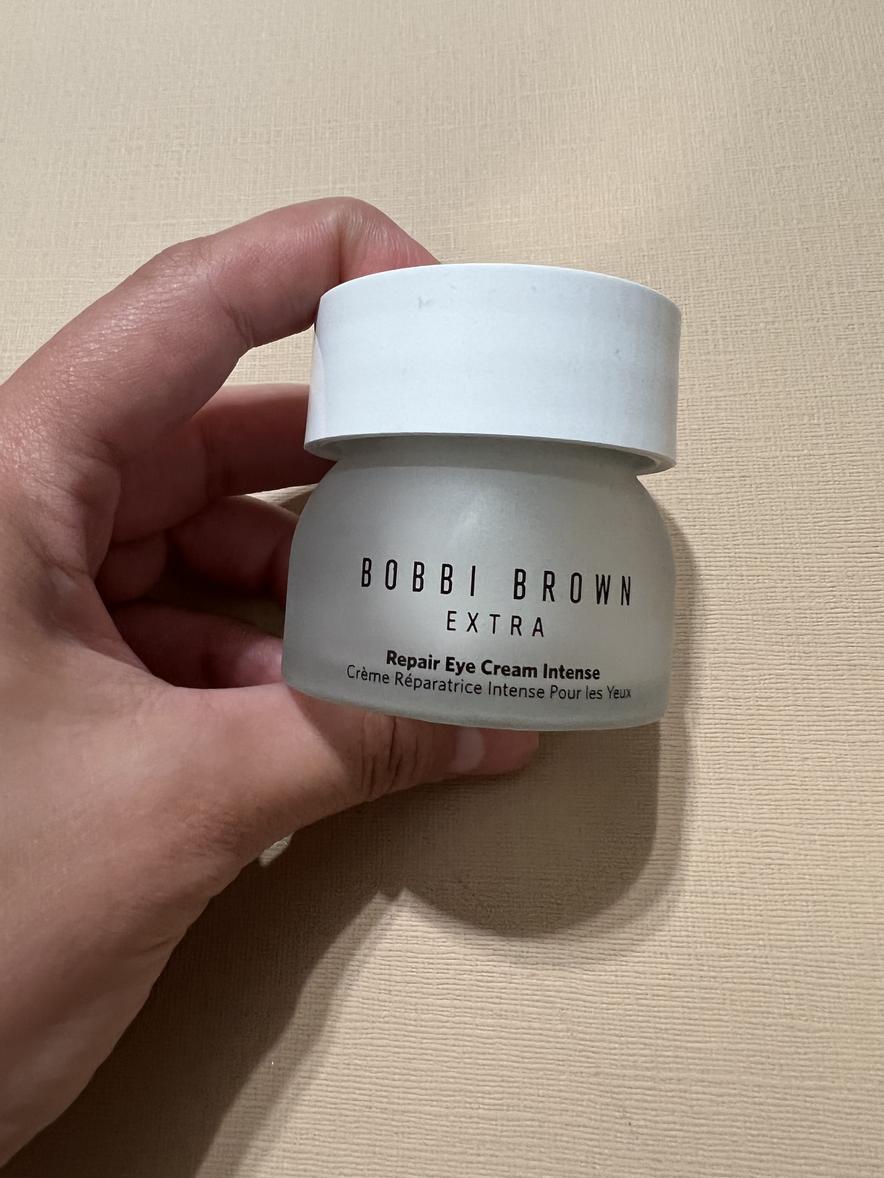 BOBBI BROWN
EXTRA
Repair Eye Cream Intense
Crème Réparatrice Intense Pour les Yeux